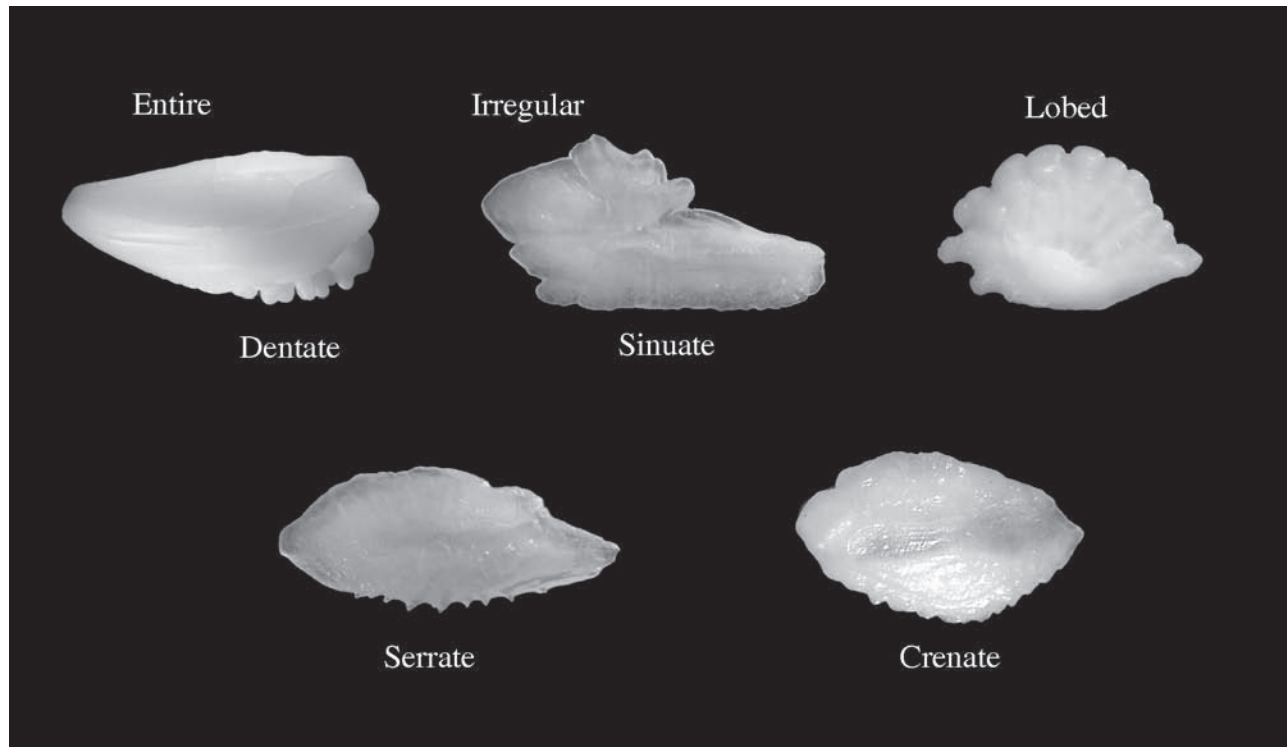 Entire
Irregular
Lobed
Dentate
Sinuate
Serrate
Crenate